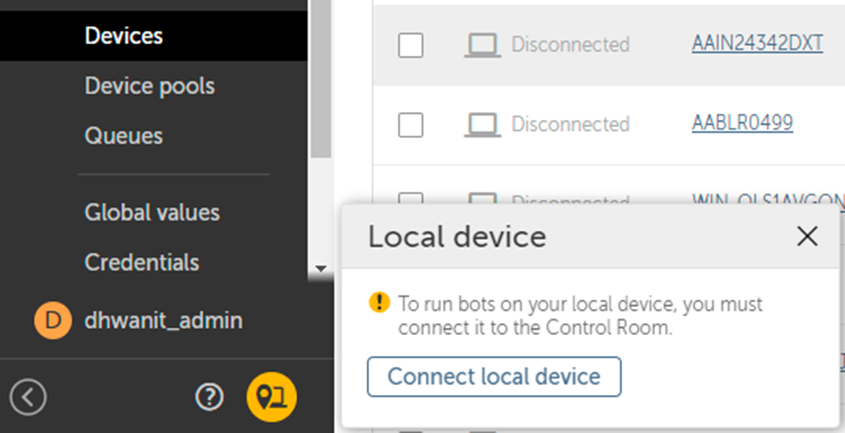 Devices
Device pools
Queues
Global values
Credentials
D dhwanit_admin
Disconnected AAIN24342DXT
Disconnected AABLR0499
Disconnected
Local device
! To run bots on your local device, you must
connect it to the Control Room.
Connect local device